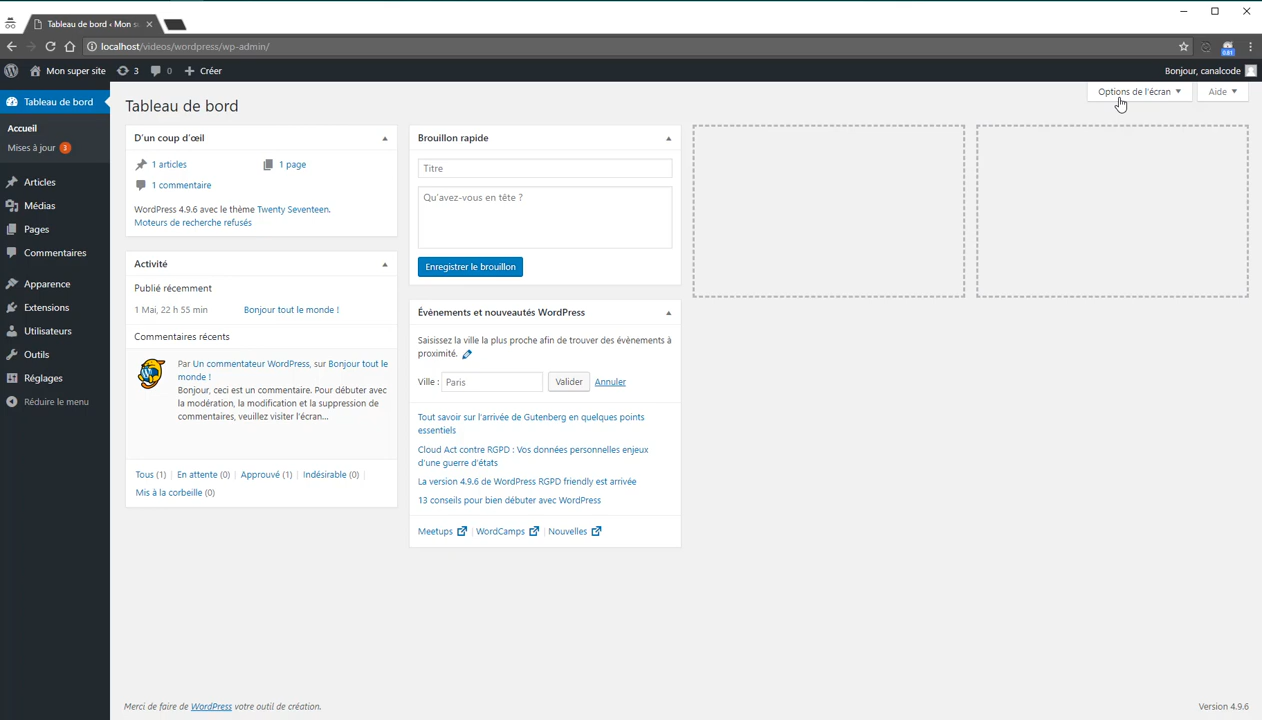 Tableau de bord ‹ Mon s
localhost/videos/wordpress/wp-admin/
0.81
Mon super site 3 0 Créer
Bonjour, canalcode
Tableau de bord
Accueil
Mises à jour 3
Articles
Médias
Pages
Commentaires
Apparence
Extensions
Utilisateurs
Outils
Réglages
Réduire le menu
Options de l'écran
Aide
Tableau de bord
D'un coup d'œil
1 articles
1 page
1 commentaire
WordPress 4.9.6 avec le thème Twenty Seventeen.
Moteurs de recherche refusés
Activité
Publié récemment
1 Mai, 22 h 55 min Bonjour tout le monde !
Commentaires récents
Par Un commentateur WordPress, sur Bonjour tout le
monde !
Bonjour, ceci est un commentaire. Pour débuter avec
la modération, la modification et la suppression de
commentaires, veuillez visiter l'écran…
Tous (1) | En attente (0) | Approuvé (1) | Indésirable (0) |
Mis à la corbeille (0)
Brouillon rapide
Titre
Qu'avez-vous en tête ?
Enregistrer le brouillon
Évènements et nouveautés WordPress
Saisissez la ville la plus proche afin de trouver des évènements à
proximité.
Ville : Paris Valider Annuler
Tout savoir sur l'arrivée de Gutenberg en quelques points
essentiels
Cloud Act contre RGPD : Vos données personnelles enjeux
d'une guerre d'états
La version 4.9.6 de WordPress RGPD friendly est arrivée
13 conseils pour bien débuter avec WordPress
Meetups | WordCamps | Nouvelles
Merci de faire de WordPress votre outil de création.
Version 4.9.6